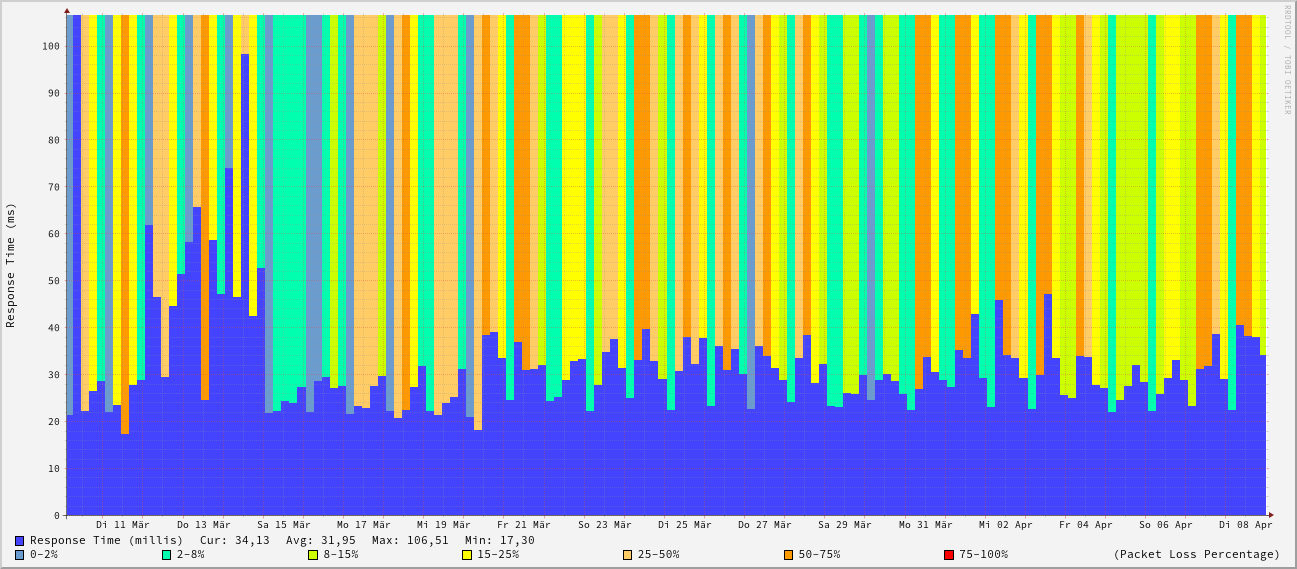 RRDTOOL / TOBI OETIKER
Response Time (ms)
100
90
80
70
60
50
40
30
20
10
0
Di 11 Mär Do 13 Mär Sa 15 Mär Mo 17 Mär Mi 19 Mär Fr 21 Mär So 23 Mär Di 25 Mär Do 27 Mär Sa 29 Mär Mo 31 Mär Mi 02 Apr Fr 04 Apr So 06 Apr Di 08 Apr
Response Time (millis) Cur: 34,13 Avg: 31,95 Max: 106,51 Min: 17,30
0-2% 2-8% 8-15% 15-25% 25-50% 50-75% 75-100% (Packet Loss Percentage)